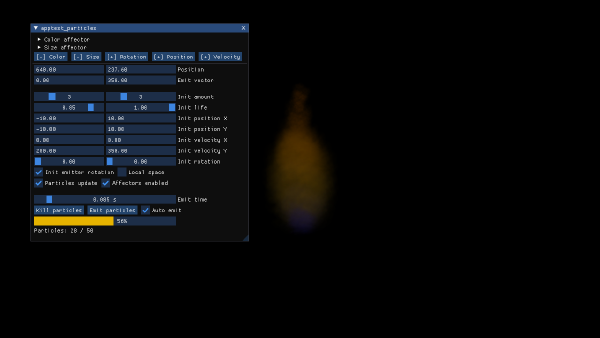 apptest_particles X
Color affector
Size affector
[-] Color [-] Size [+] Rotation [+] Position [+] Velocity
640.00 237.60 Position
0.00 350.00 Emit vector
3 3 Init amount
0.85 1.00 Init life
-10.00 10.00 Init position X
-10.00 10.00 Init position Y
0.00 0.00 Init velocity X
200.00 350.00 Init velocity Y
0.00 0.00 Init rotation
Init emitter rotation Local space
Particles update Affectors enabled
0.085 s Emit time
Kill particles Emit particles Auto emit
56%
Particles: 28 / 50